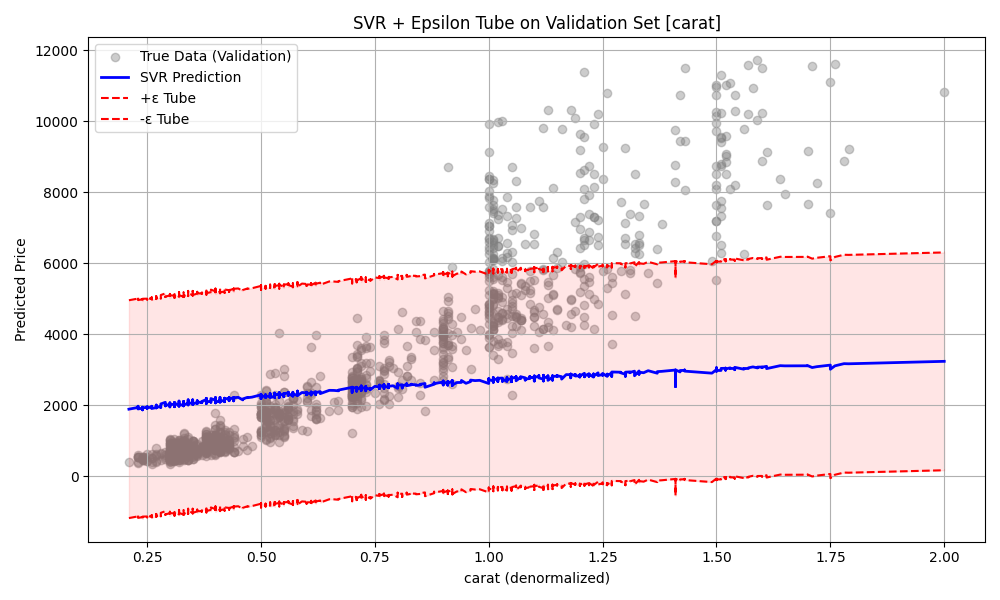 SVR + Epsilon Tube on Validation Set [carat]
12000
10000
8000
6000
4000
2000
0
Predicted Price
True Data (Validation)
SVR Prediction
+ε Tube
-ε Tube
0.25 0.50 0.75 1.00 1.25 1.50 1.75 2.00
carat (denormalized)